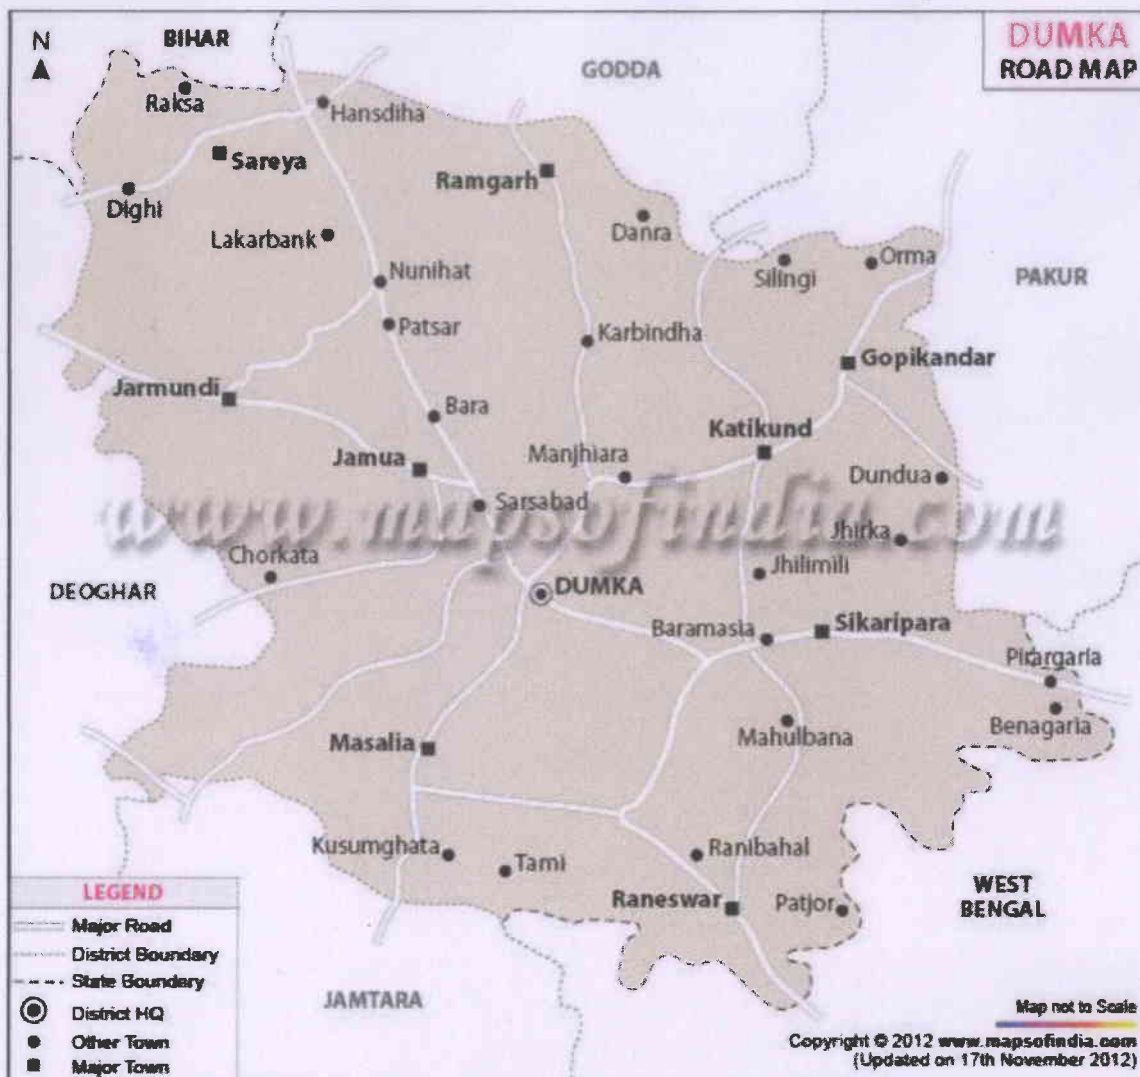 DUMKA
ROAD MAP
N
BIHAR
GODDA
Raksa
Hansdiha
Sareya
Ramgarh
Dighi
Danra
Lakarbank
Silingi
Orma
Nunihat
PAKUR
Patsar
Karbindha
Gopikandar
Jarmundi
Bara
Katikund
Jamua
Manjhiara
Dundua
Sarsabad
www.mapsofindia.com
Jhirka
Chorkata
Jhilimili
DEOGHAR
DUMKA
Baramasia
Sikaripara
Pirargaria
Benagaria
Mahulbana
Masalia
Kusumghata
Tami
Ranibahal
WEST
BENGAL
Raneswar
Patjor
JAMTARA
LEGEND
Major Road
District Boundary
State Boundary
District HQ
Other Town
Major Town
Map not to Scale
Copyright © 2012 www.mapsofindia.com
(Updated on 17th November 2012)